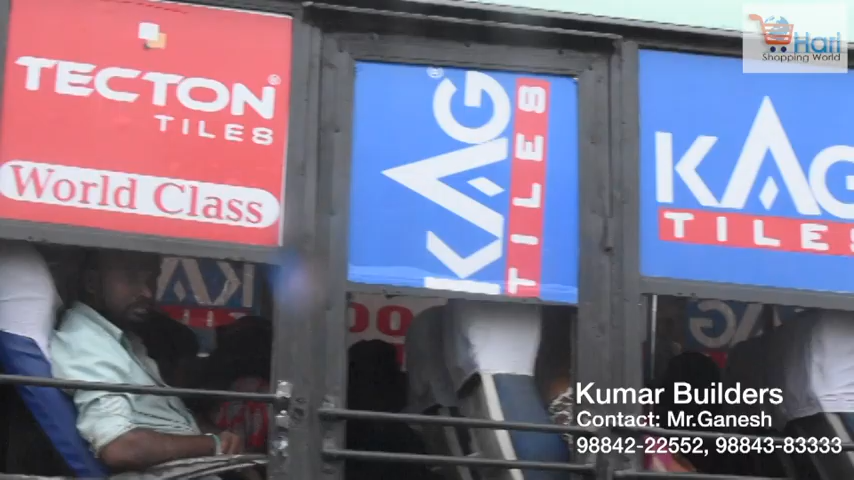 TECTON®
TILES
World Class
KAG®
TILES
KAG
TILES
KAG
Hari
Shopping World
Kumar Builders
Contact: Mr.Ganesh
98842-22552, 98843-83333